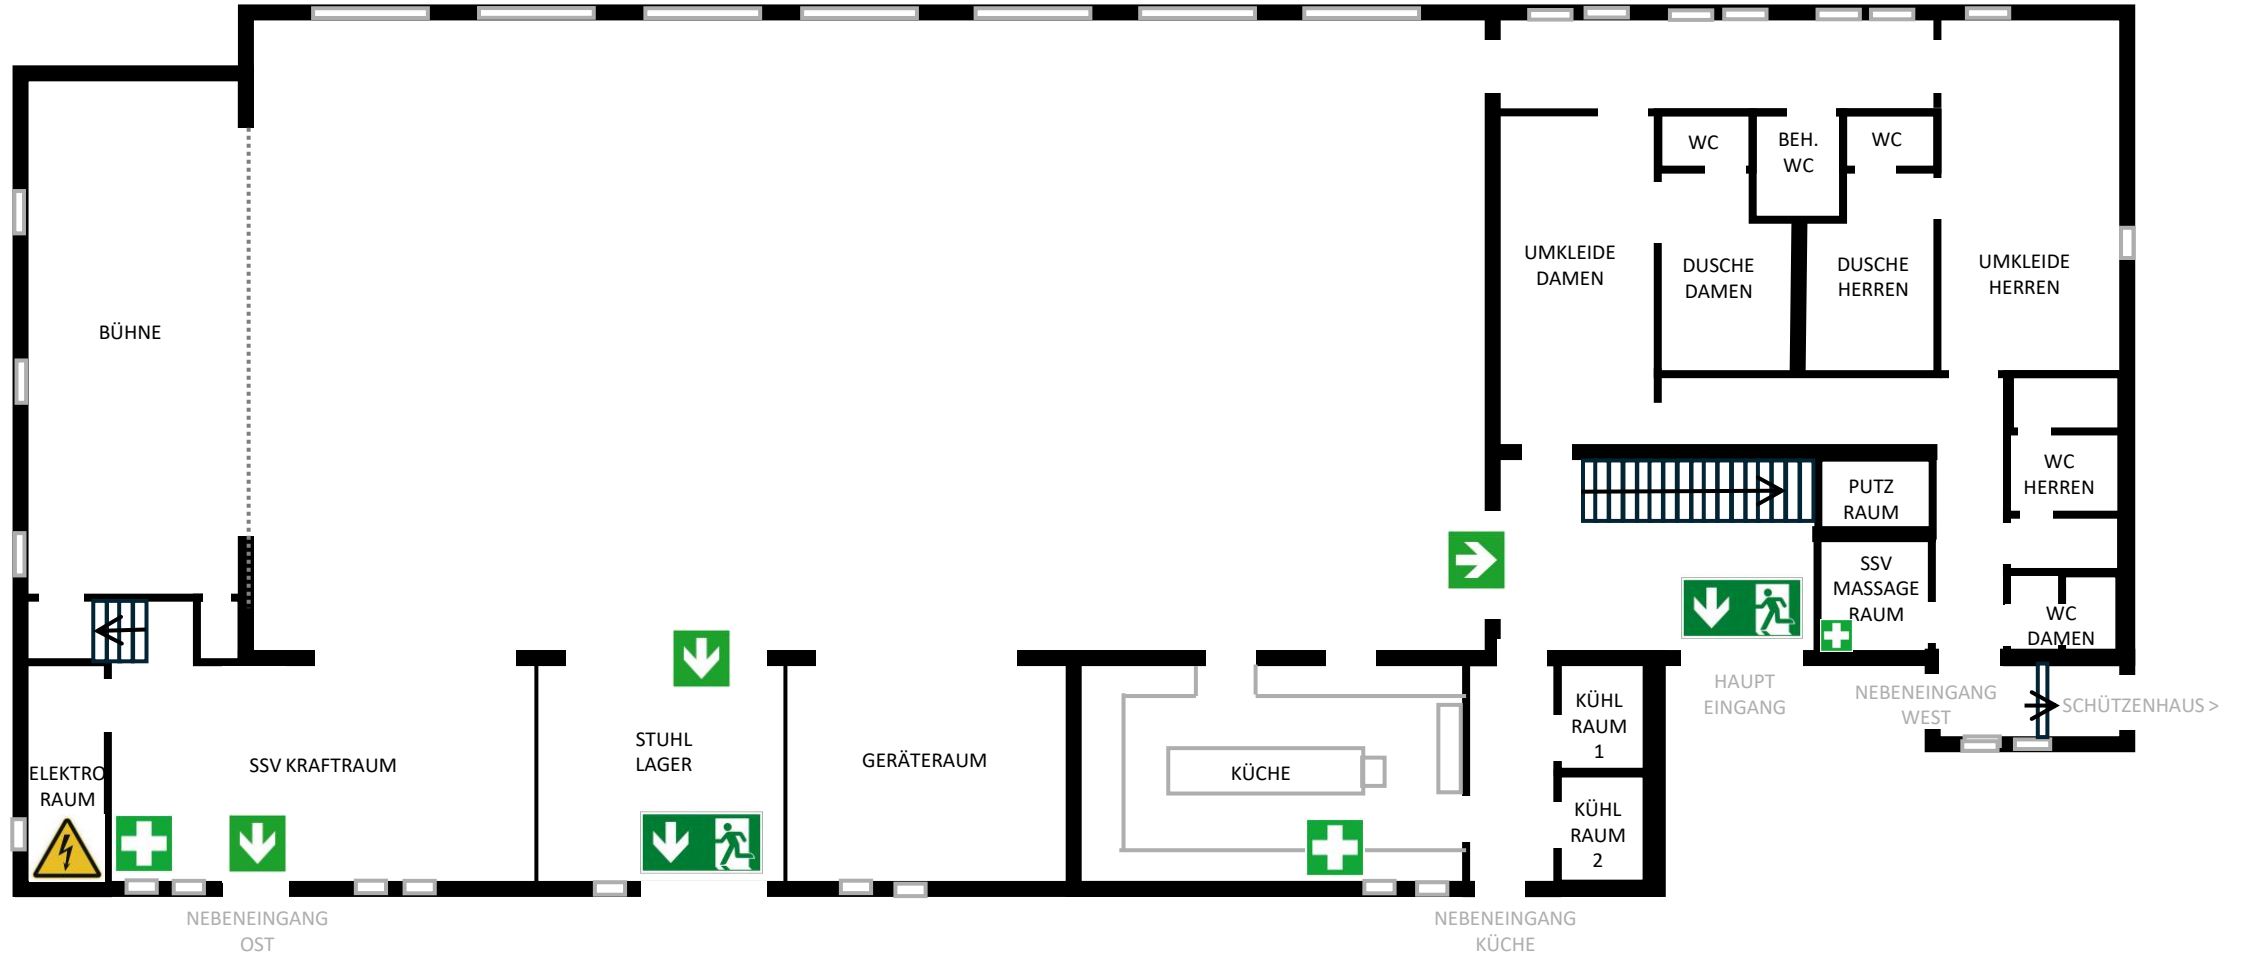 WC
BEH.
WC
WC
UMKLEIDE
DAMEN
DUSCHE
DAMEN
DUSCHE
HERREN
UMKLEIDE
HERREN
BÜHNE
WC
HERREN
PUTZ
RAUM
SSV
MASSAGE
RAUM
WC
DAMEN
HAUPT
EINGANG
NEBENEINGANG
WEST
SCHÜTZENHAUS >
KÜHL
RAUM
1
STUHL
LAGER
GERÄTERAUM
SSV KRAFTRAUM
KÜCHE
ELEKTRO
RAUM
KÜHL
RAUM
2
NEBENEINGANG
OST
NEBENEINGANG
KÜCHE